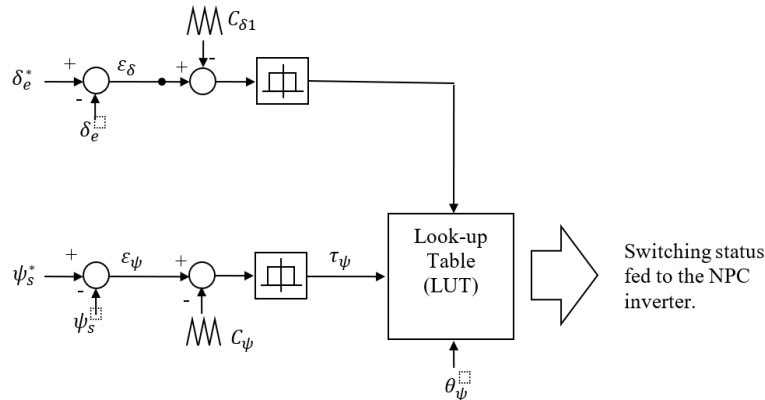 C_δ1
+ -
δ_e^* ε_δ +
-
δ_e
+ ε_ψ + τ_ψ
ψ_s^*
- -
ψ_s C_ψ
Look-up
Table
(LUT)
θ_ψ
Switching status
fed to the NPC
inverter.